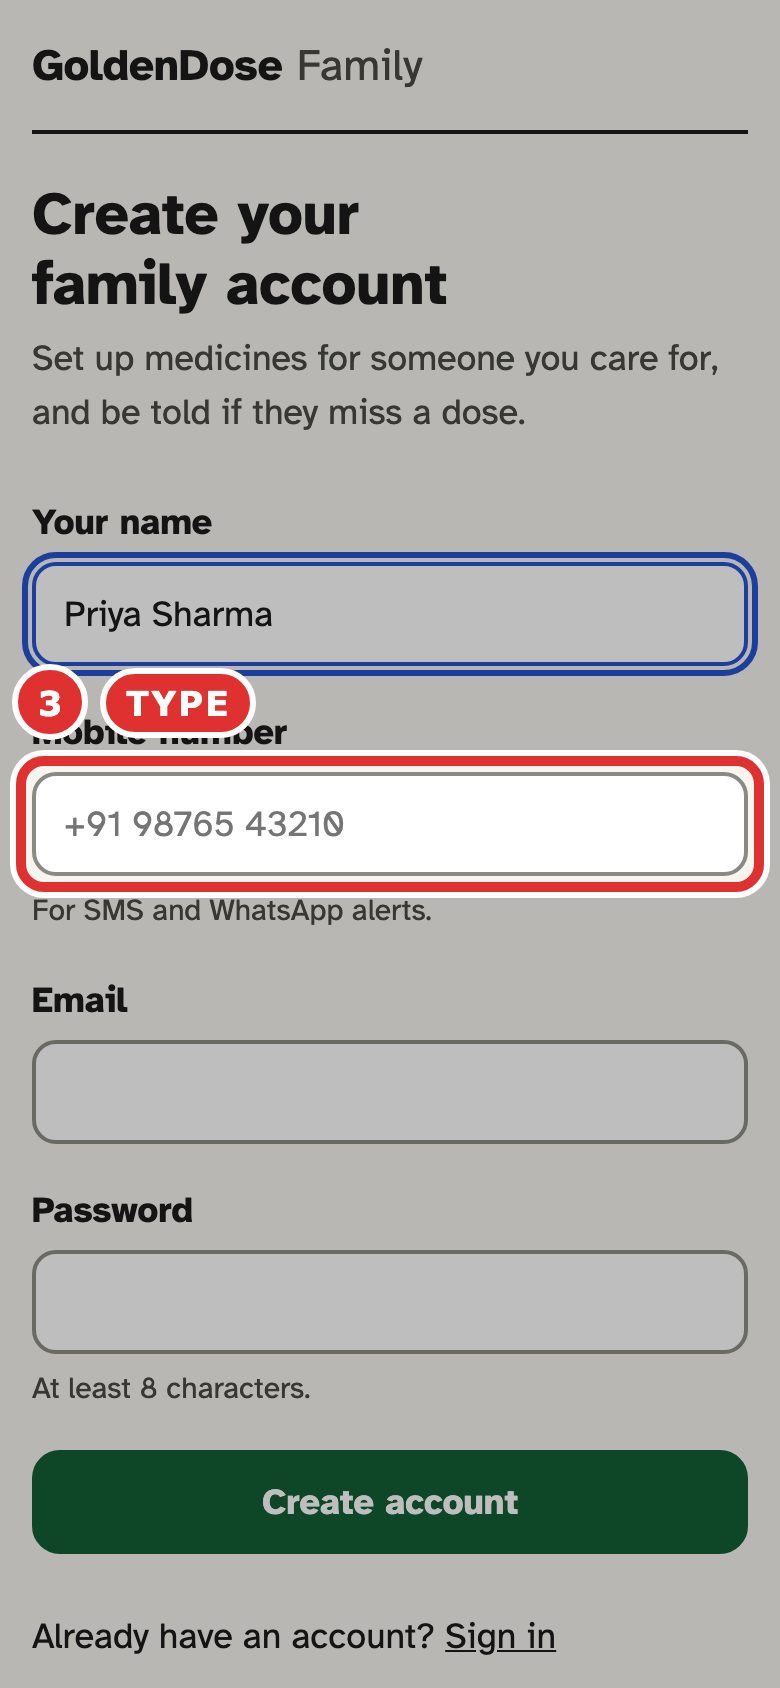 GoldenDose Family
Create your
family account
Set up medicines for someone you care for,
and be told if they miss a dose.
Your name
Priya Sharma
3 TYPE
Mobile number
+91 98765 43210
For SMS and WhatsApp alerts.
Email
Password
At least 8 characters.
Create account
Already have an account? Sign in